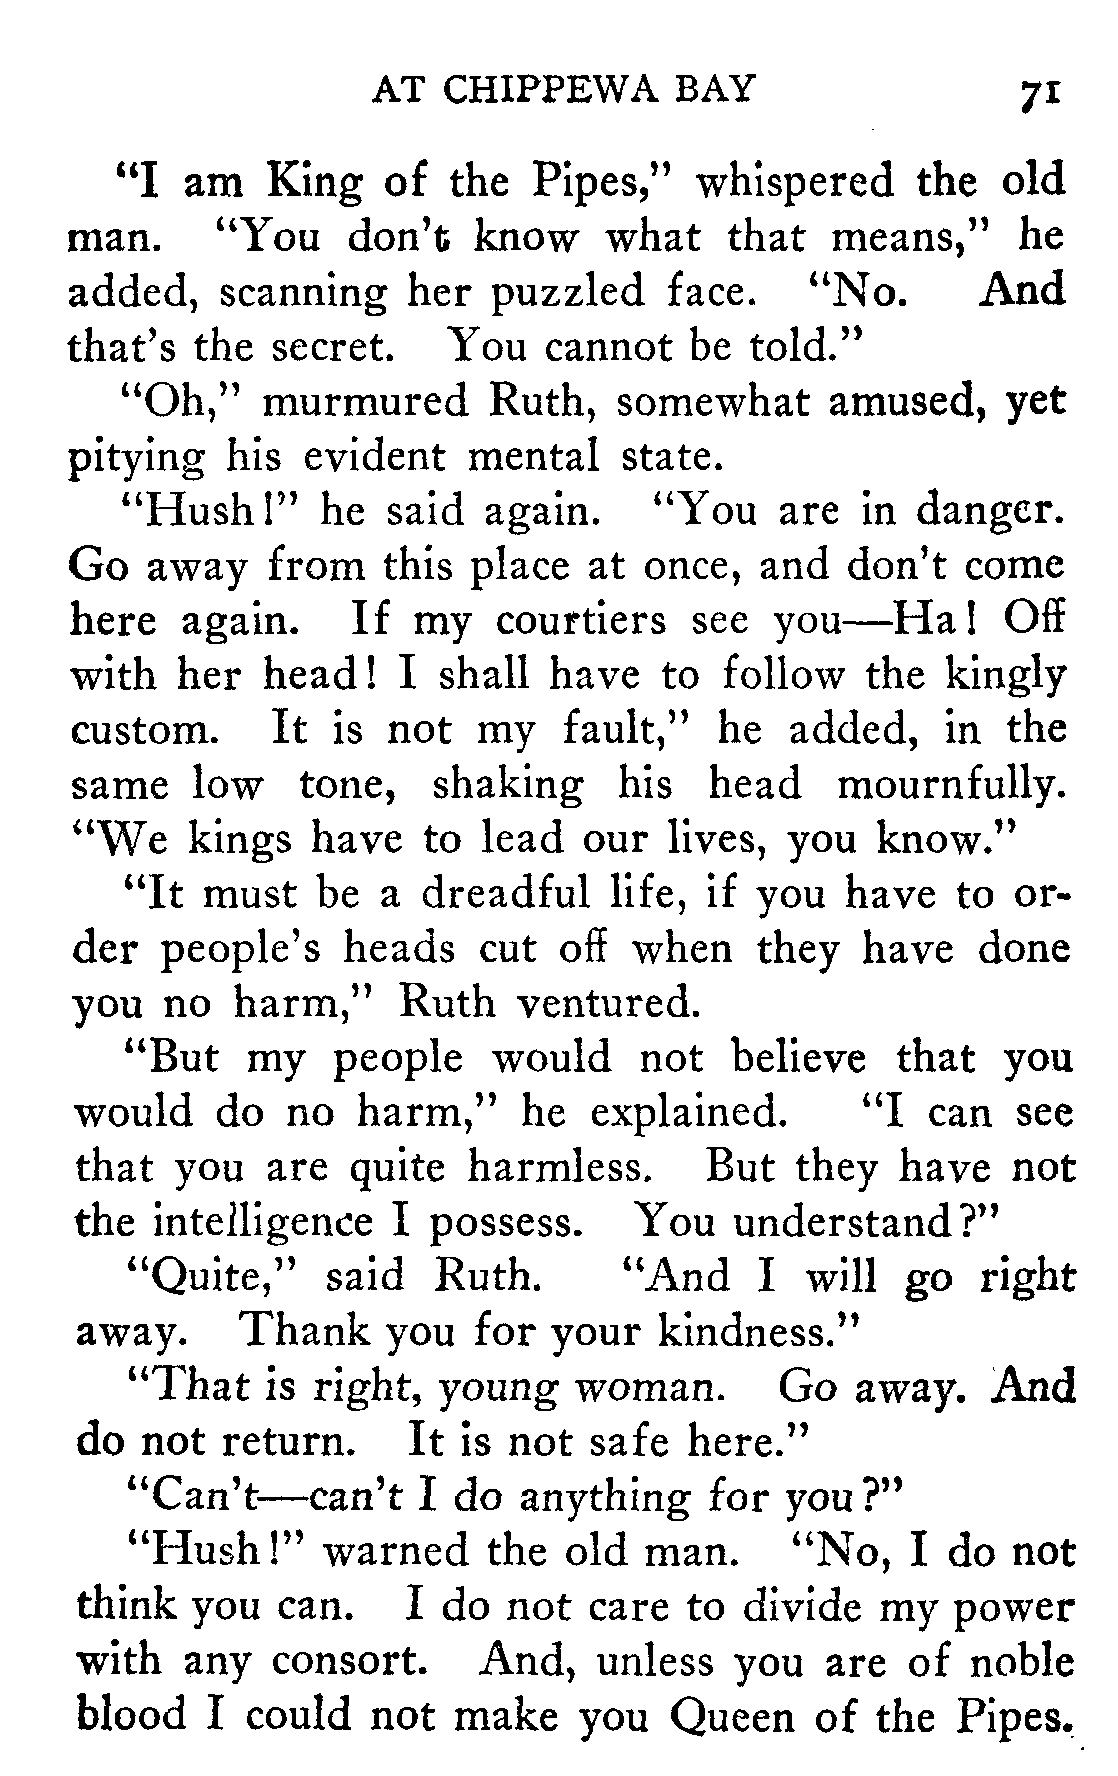 AT CHIPPEWA BAY 71
“I am King of the Pipes,” whispered the old
man. “You don’t know what that means,” he
added, scanning her puzzled face. “No. And
that’s the secret. You cannot be told.”
“Oh,” murmured Ruth, somewhat amused, yet
pitying his evident mental state.
“Hush!” he said again. “You are in danger.
Go away from this place at once, and don’t come
here again. If my courtiers see you—Ha! Off
with her head! I shall have to follow the kingly
custom. It is not my fault,” he added, in the
same low tone, shaking his head mournfully.
“We kings have to lead our lives, you know.”
“It must be a dreadful life, if you have to or-
der people’s heads cut off when they have done
you no harm,” Ruth ventured.
“But my people would not believe that you
would do no harm,” he explained. “I can see
that you are quite harmless. But they have not
the intelligence I possess. You understand?”
“Quite,” said Ruth. “And I will go right
away. Thank you for your kindness.”
“That is right, young woman. Go away. And
do not return. It is not safe here.”
“Can’t—can’t I do anything for you?”
“Hush!” warned the old man. “No, I do not
think you can. I do not care to divide my power
with any consort. And, unless you are of noble
blood I could not make you Queen of the Pipes.